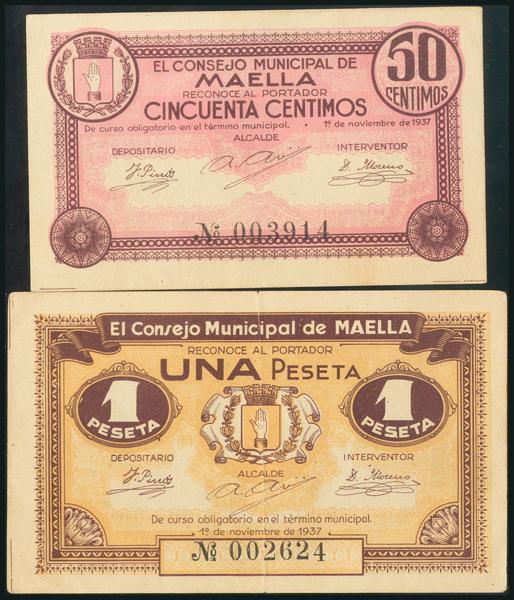 EL CONSEJO MUNICIPAL DE
MAELLA
RECONOCE AL PORTADOR
CINCUENTA CENTIMOS
50
CENTIMOS
De curso obligatorio en el término municipal. - 1º de noviembre de 1937
ALCALDE
DEPOSITARIO
INTERVENTOR
D. Moreno
Nº 003914
El Consejo Municipal de MAELLA
RECONOCE AL PORTADOR
UNA PESETA
1
PESETA
1
PESETA
DEPOSITARIO
INTERVENTOR
ALCALDE
D. Moreno
De curso obligatorio en el término municipal.
1º de noviembre de 1937
Nº 002624